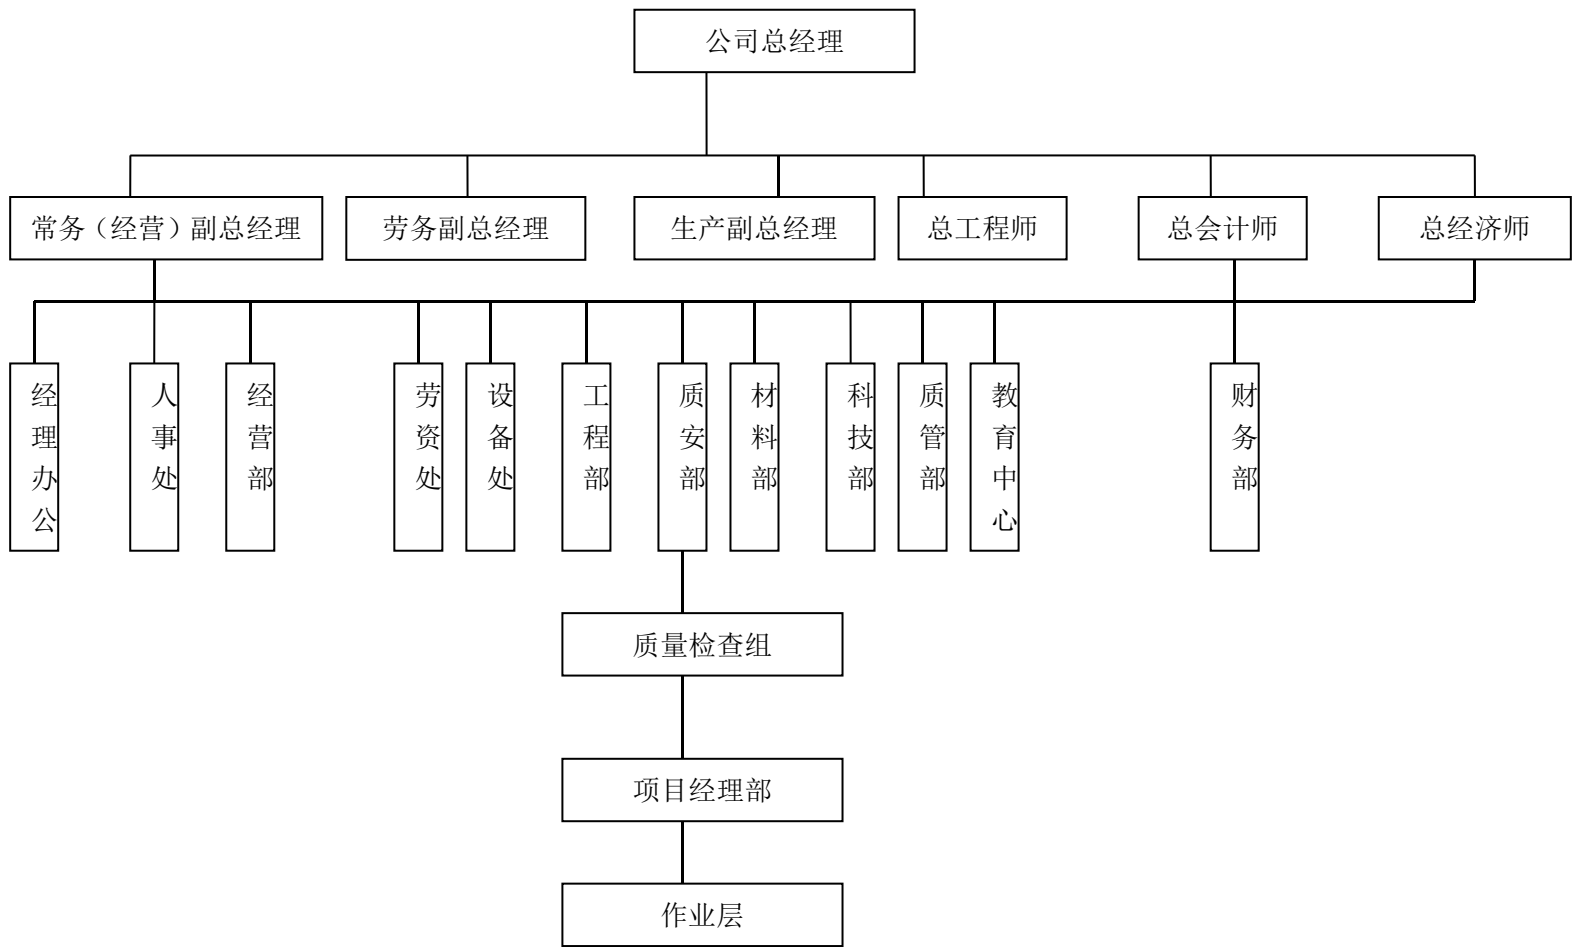 公司总经理
常务（经营）副总经理
劳务副总经理
生产副总经理
总工程师
总会计师
总经济师
经理办公
人事处
经营部
劳资处
设备处
工程部
质安部
材料部
科技部
质管部
教育中心
财务部
质量检查组
项目经理部
作业层